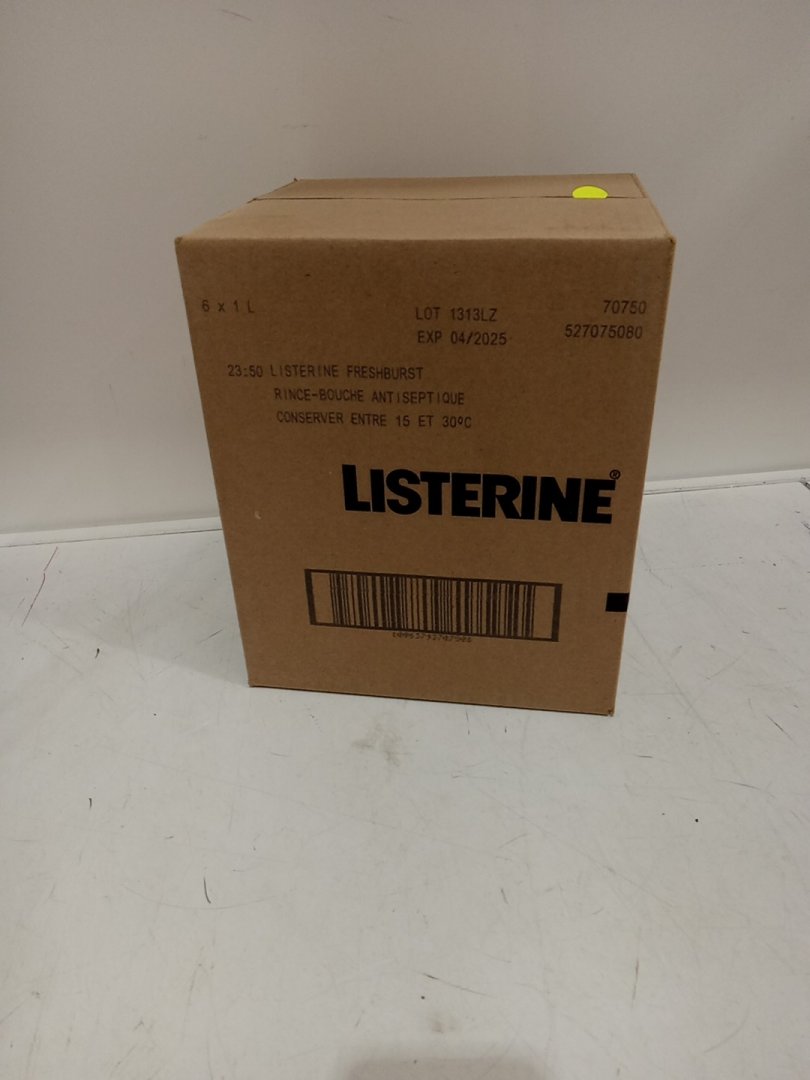 6 x 1 L
LOT 1313LZ
70750
EXP 04/2025
527075080
23:50 LISTERINE FRESHBURST
RINCE-BOUCHE ANTISEPTIQUE
CONSERVER ENTRE 15 ET 30ºC
LISTERINE®